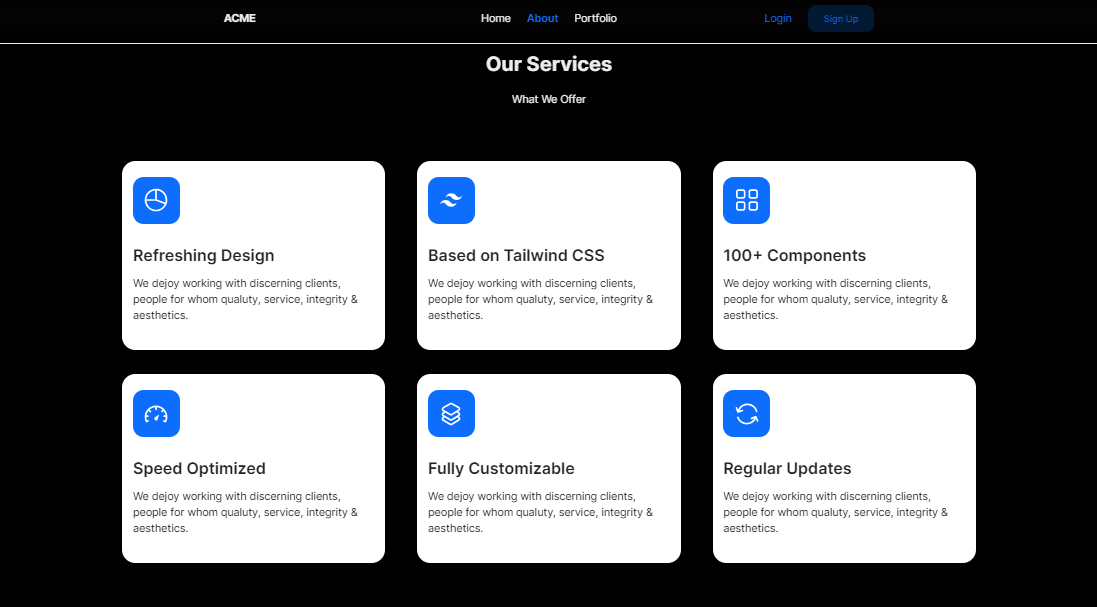 ACME
Home About Portfolio
Login Sign Up
Our Services
What We Offer
Refreshing Design
We dejoy working with discerning clients,
people for whom qualuty, service, integrity &
aesthetics.
Based on Tailwind CSS
We dejoy working with discerning clients,
people for whom qualuty, service, integrity &
aesthetics.
100+ Components
We dejoy working with discerning clients,
people for whom qualuty, service, integrity &
aesthetics.
Speed Optimized
We dejoy working with discerning clients,
people for whom qualuty, service, integrity &
aesthetics.
Fully Customizable
We dejoy working with discerning clients,
people for whom qualuty, service, integrity &
aesthetics.
Regular Updates
We dejoy working with discerning clients,
people for whom qualuty, service, integrity &
aesthetics.